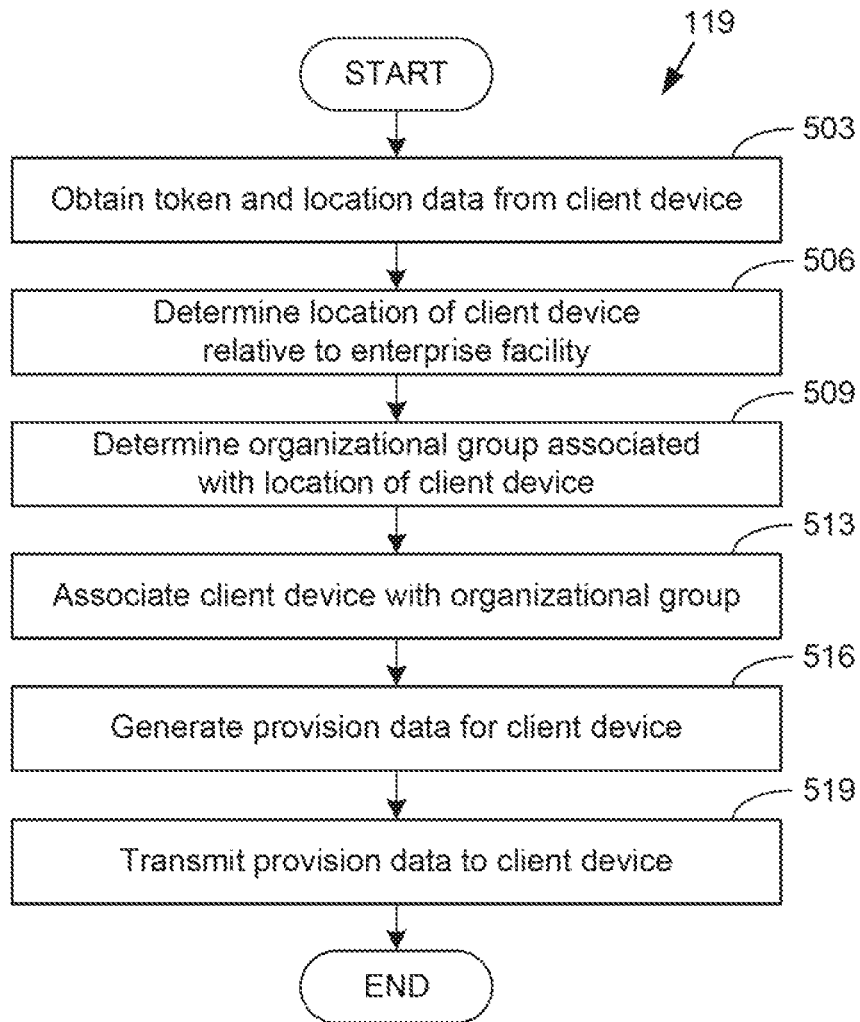 119
START
503
Obtain token and location data from client device
506
Determine location of client device
relative to enterprise facility
509
Determine organizational group associated
with location of client device
513
Associate client device with organizational group
516
Generate provision data for client device
519
Transmit provision data to client device
END